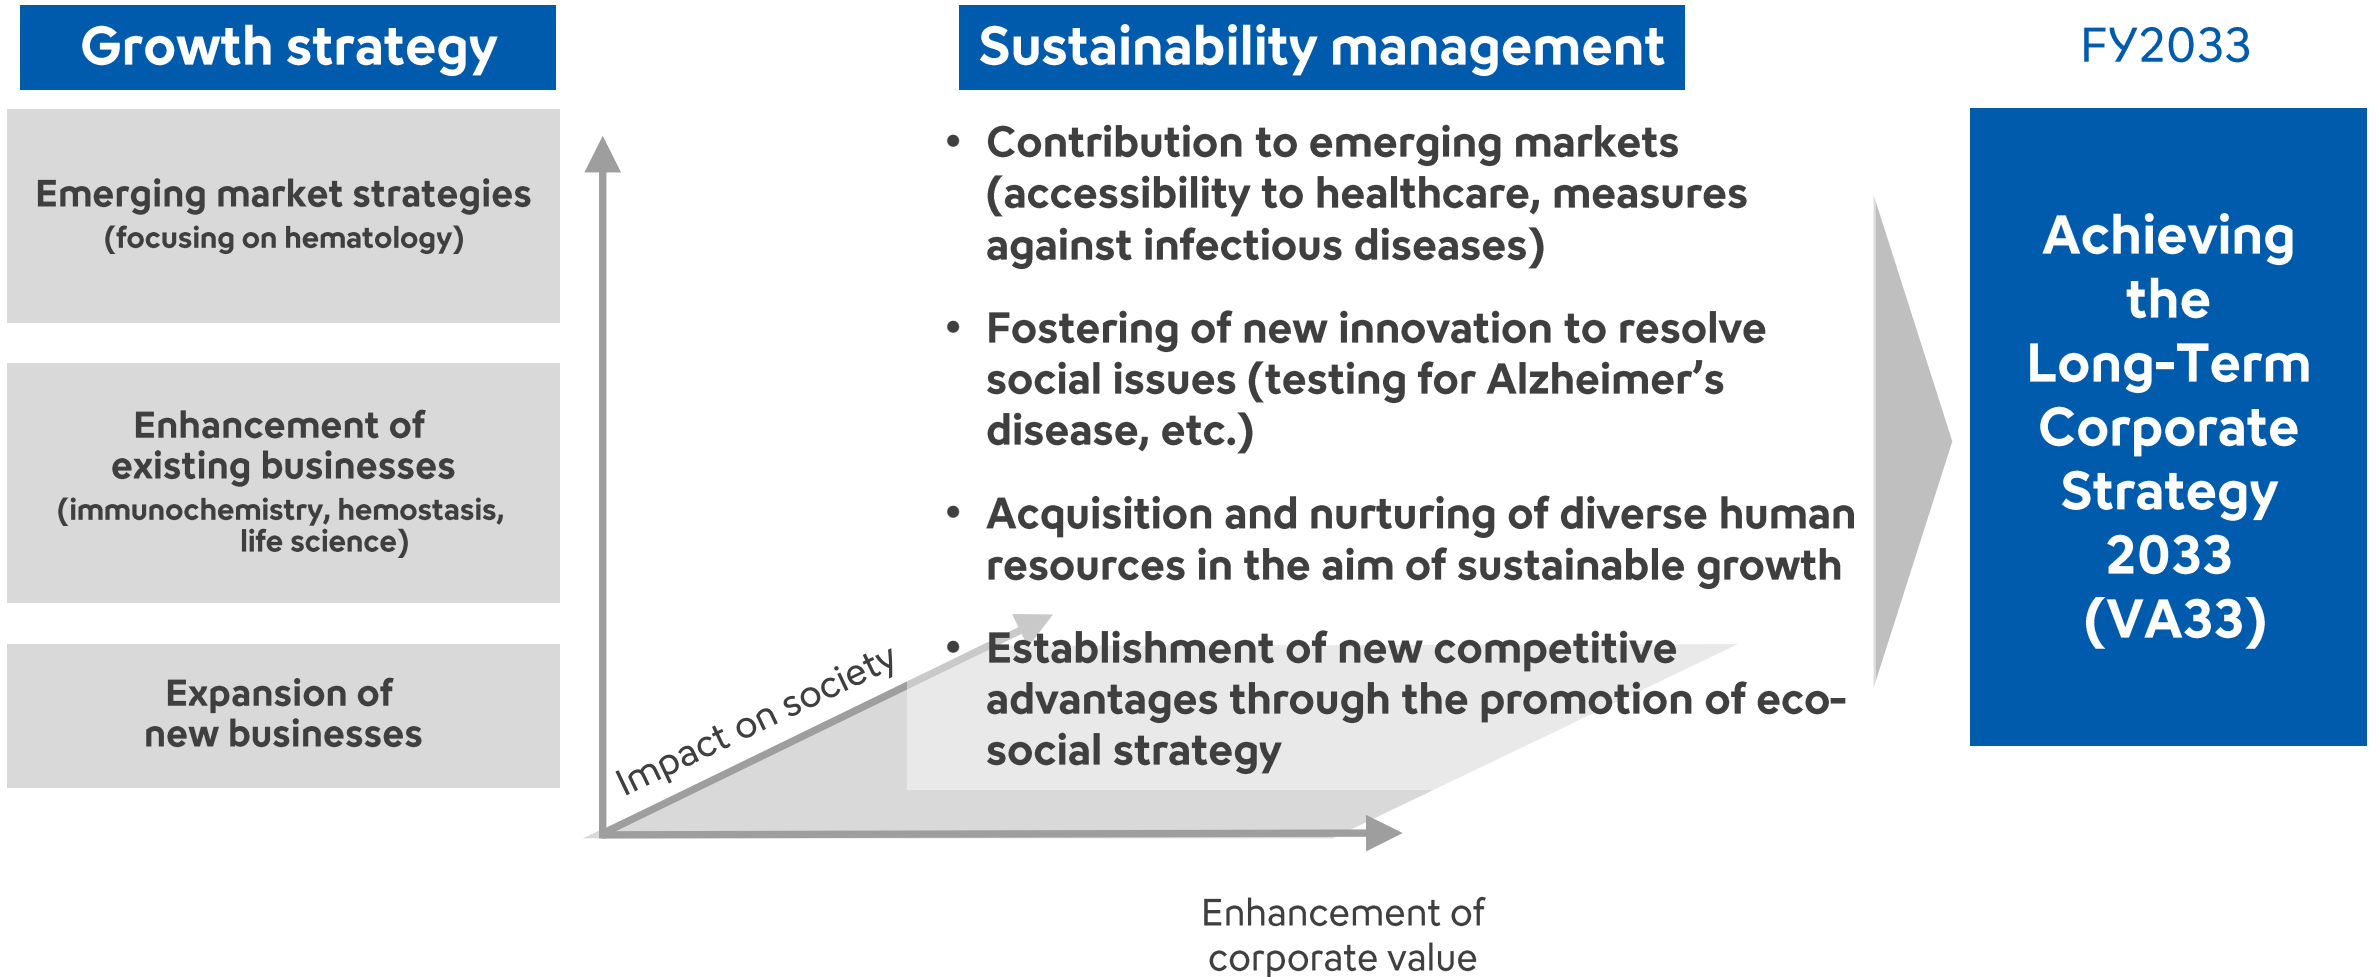 Growth strategy
Emerging market strategies
(focusing on hematology)
Enhancement of
existing businesses
(immunochemistry, hemostasis,
life science)
Expansion of
new businesses
Impact on society
Enhancement of
corporate value
Sustainability management
• Contribution to emerging markets
(accessibility to healthcare, measures
against infectious diseases)
• Fostering of new innovation to resolve
social issues (testing for Alzheimer’s
disease, etc.)
• Acquisition and nurturing of diverse human
resources in the aim of sustainable growth
• Establishment of new competitive
advantages through the promotion of eco-
social strategy
FY2033
Achieving
the
Long-Term
Corporate
Strategy
2033
(VA33)